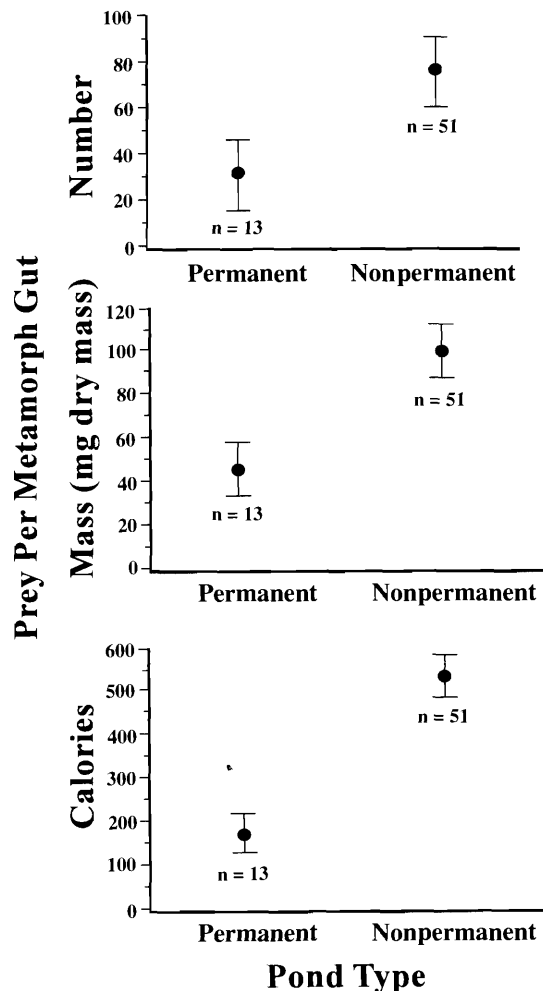 Prey Per Metamorph Gut
Number
100
80
60
40
20
0
n = 13
n = 51
Permanent Nonpermanent
Mass (mg dry mass)
120
100
80
60
40
20
0
n = 13
n = 51
Permanent Nonpermanent
Calories
600
500
400
300
200
100
0
n = 13
n = 51
Permanent Nonpermanent
Pond Type